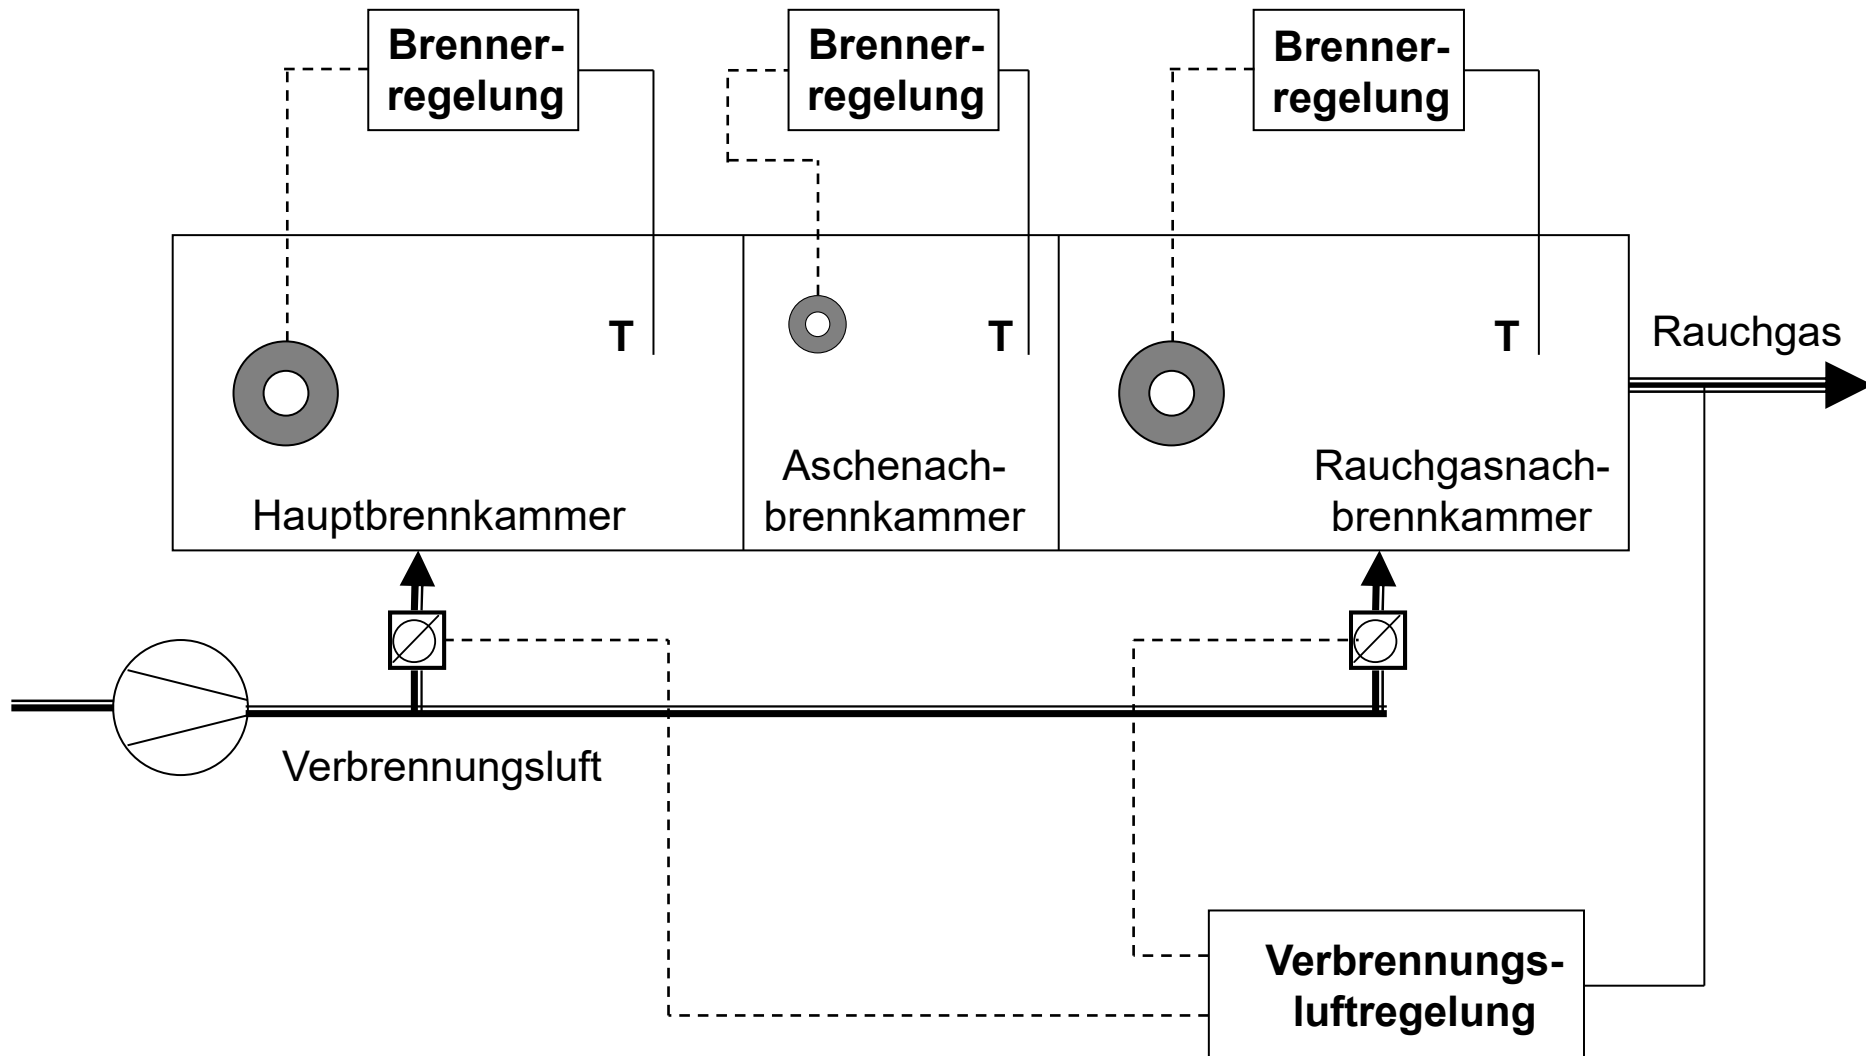 Brenner-
regelung
Brenner-
regelung
Brenner-
regelung
T
T
T
Rauchgas
Hauptbrennkammer
Aschenach-
brennkammer
Rauchgasnach-
brennkammer
Verbrennungsluft
Verbrennungs-
luftregelung